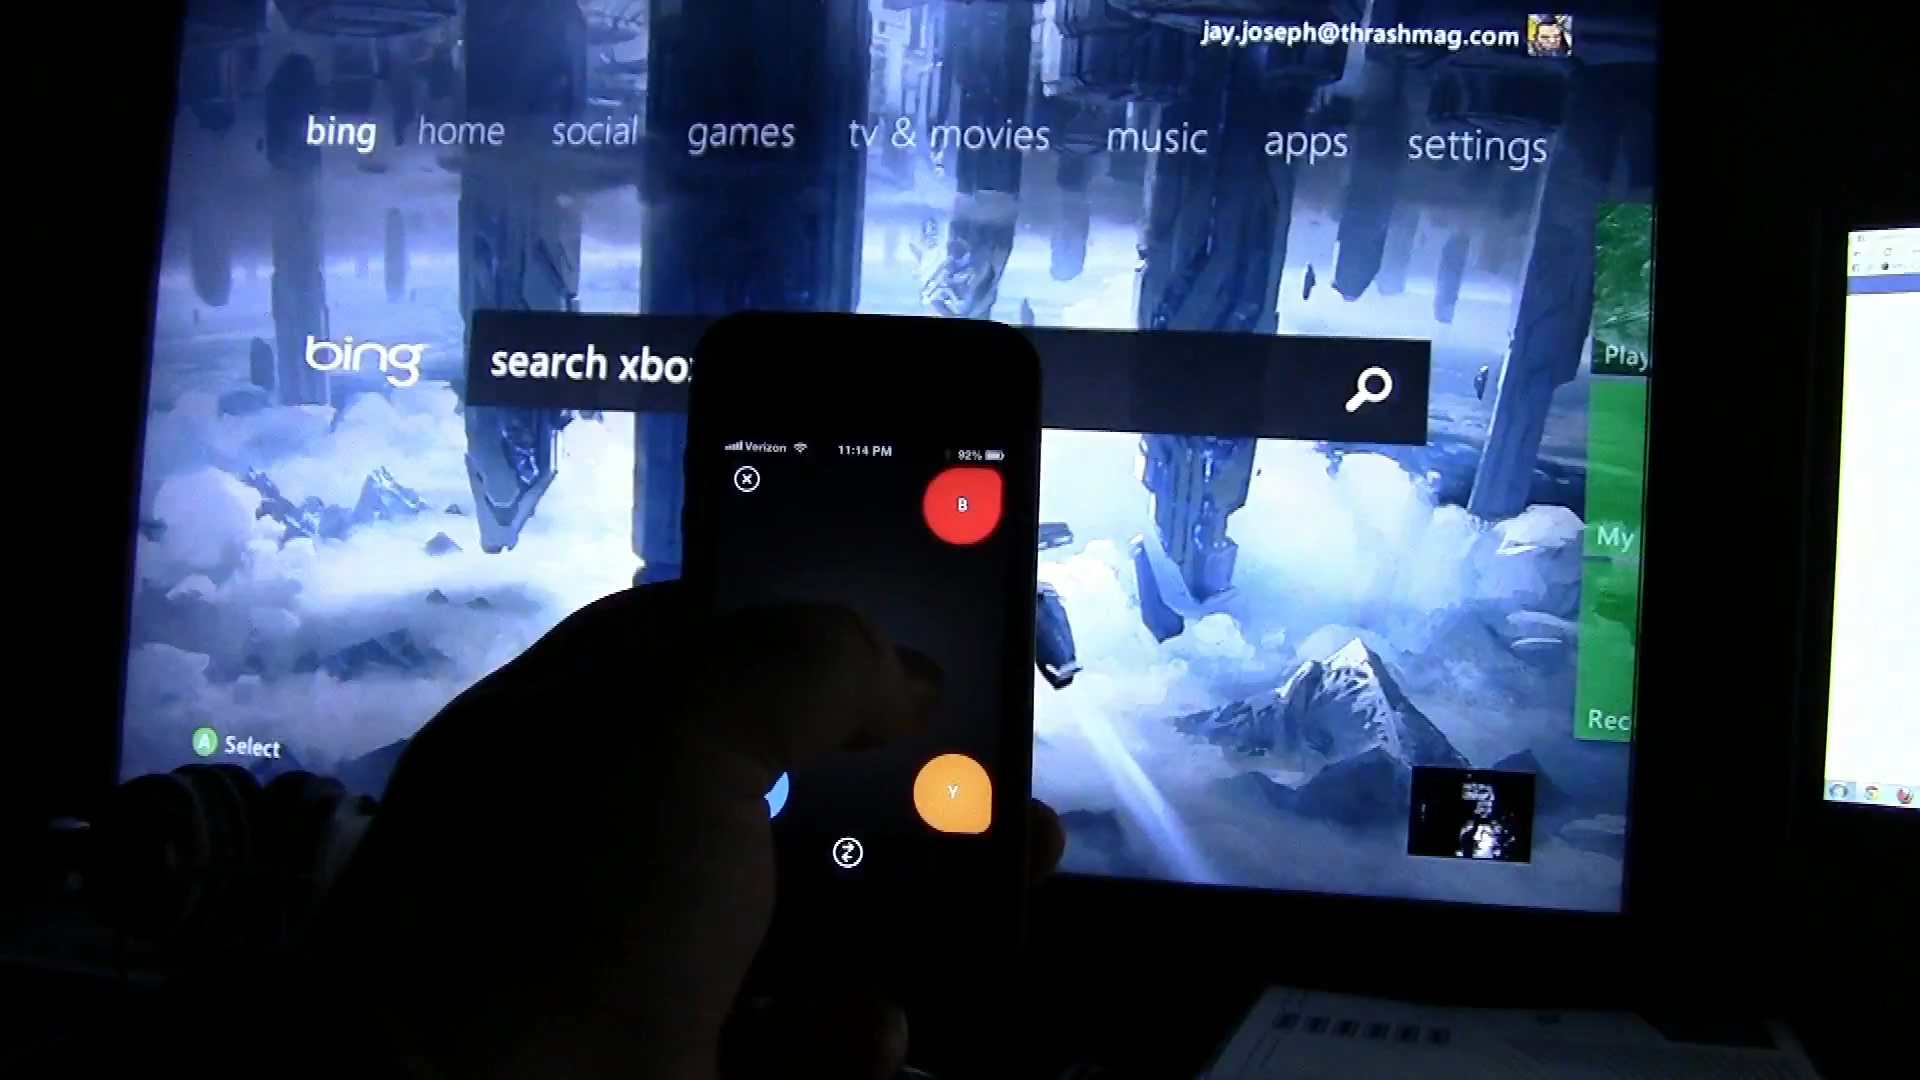 jay.joseph@thrashmag.com
bing home social games tv & movies music apps settings
bing
search xbox
Play
My
Rec
Verizon 11:14 PM 92%
B
Y
A Select